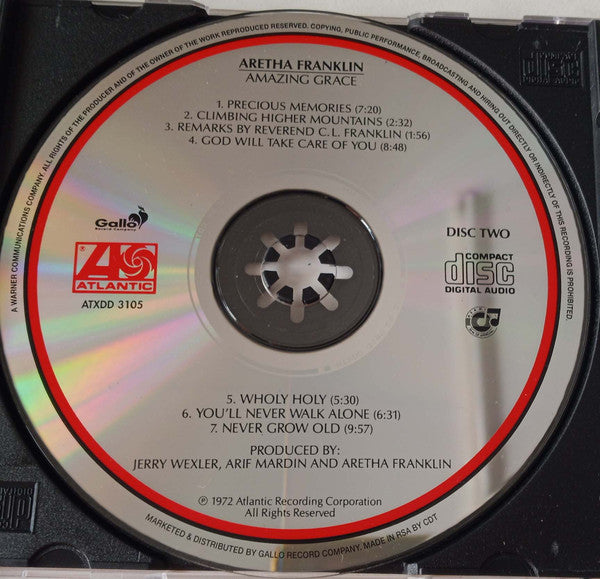 A WARNER COMMUNICATIONS COMPANY. ALL RIGHTS OF THE PRODUCER AND OF THE OWNER OF THE WORK REPRODUCED RESERVED. COPYING, PUBLIC PERFORMANCE, BROADCASTING AND HIRING OUT DIRECTLY OR INDIRECTLY OF THIS RECORDING IS PROHIBITED.
ARETHA FRANKLIN
AMAZING GRACE
1. PRECIOUS MEMORIES (7:20)
2. CLIMBING HIGHER MOUNTAINS (2:32)
3. REMARKS BY REVEREND C.L. FRANKLIN (1:56)
4. GOD WILL TAKE CARE OF YOU (8:48)
Gallo
Record Company
ATLANTIC
ATXDD 3105
DISC TWO
COMPACT
disc
DIGITAL AUDIO
5. WHOLY HOLY (5:30)
6. YOU'LL NEVER WALK ALONE (6:31)
7. NEVER GROW OLD (9:57)
PRODUCED BY:
JERRY WEXLER, ARIF MARDIN AND ARETHA FRANKLIN
℗ 1972 Atlantic Recording Corporation
All Rights Reserved
MARKETED & DISTRIBUTED BY GALLO RECORD COMPANY. MADE IN RSA BY CDT